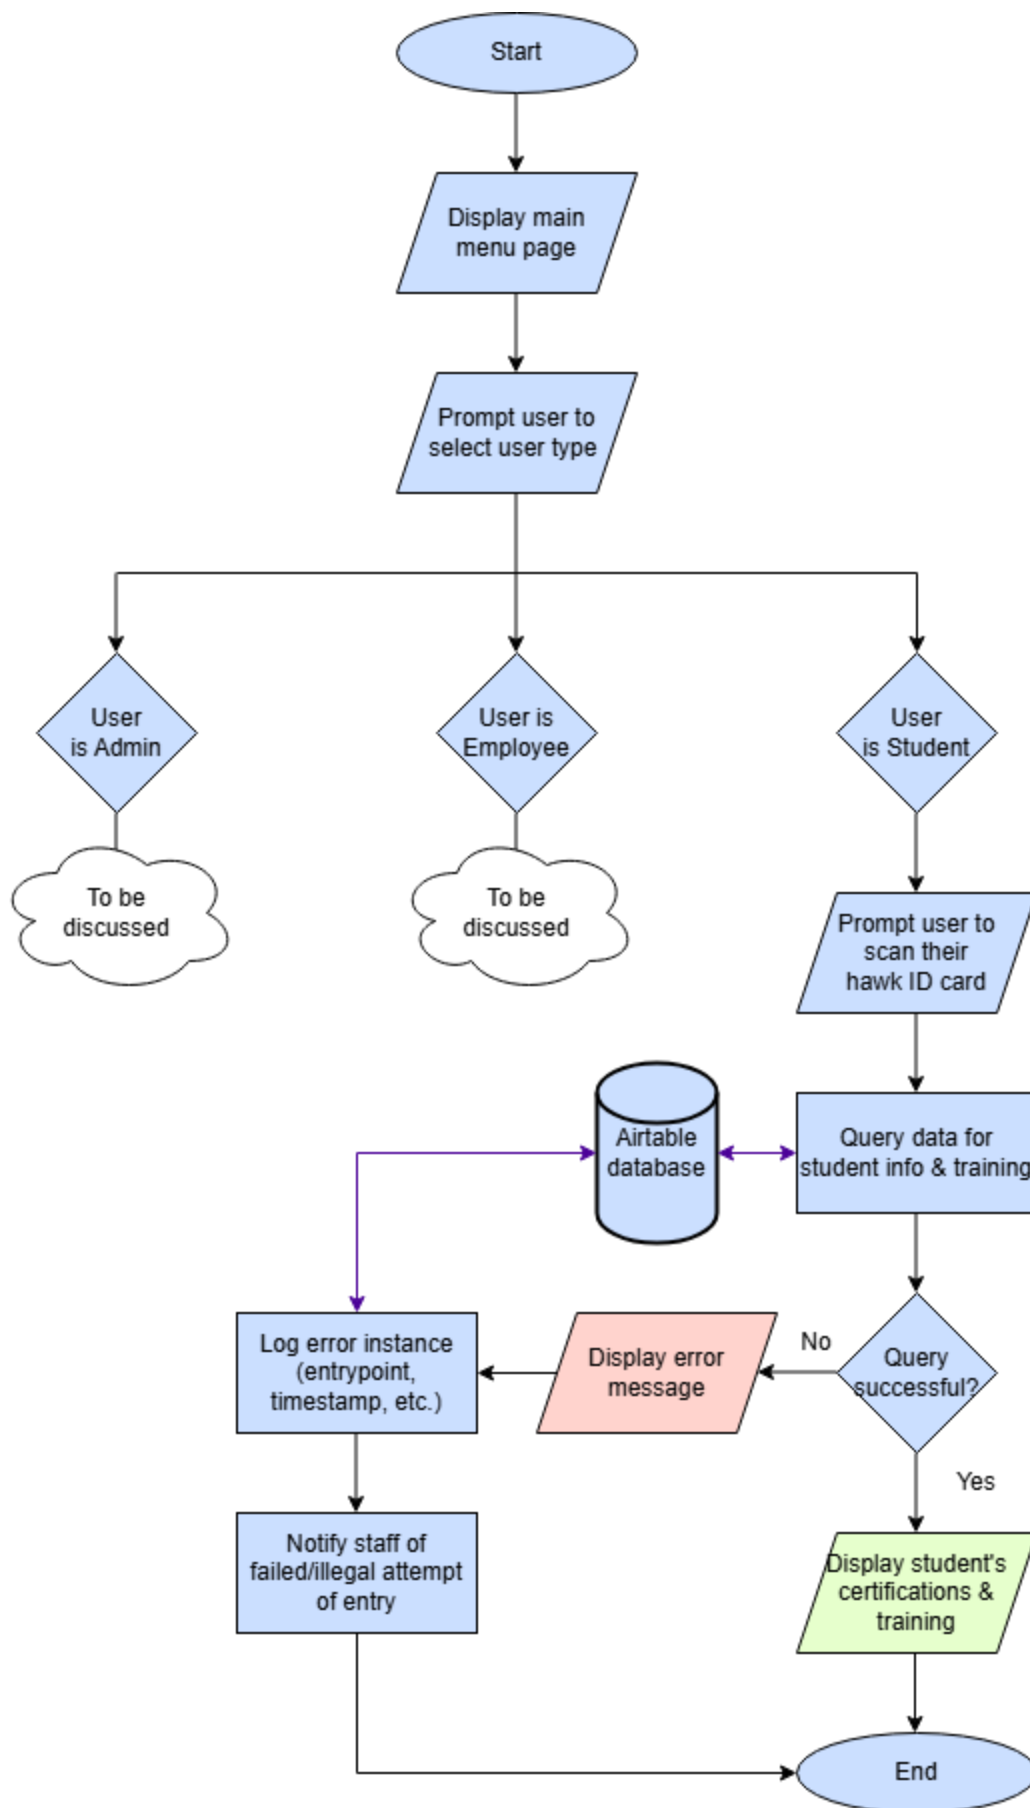 Start
Display main
menu page
Prompt user to
select user type
User
is Admin
User is
Employee
User
is Student
To be
discussed
To be
discussed
Prompt user to
scan their
hawk ID card
Airtable
database
Query data for
student info & training
Log error instance
(entrypoint,
timestamp, etc.)
Display error
message
No
Query
successful?
Yes
Notify staff of
failed/illegal attempt
of entry
Display student's
certifications &
training
End